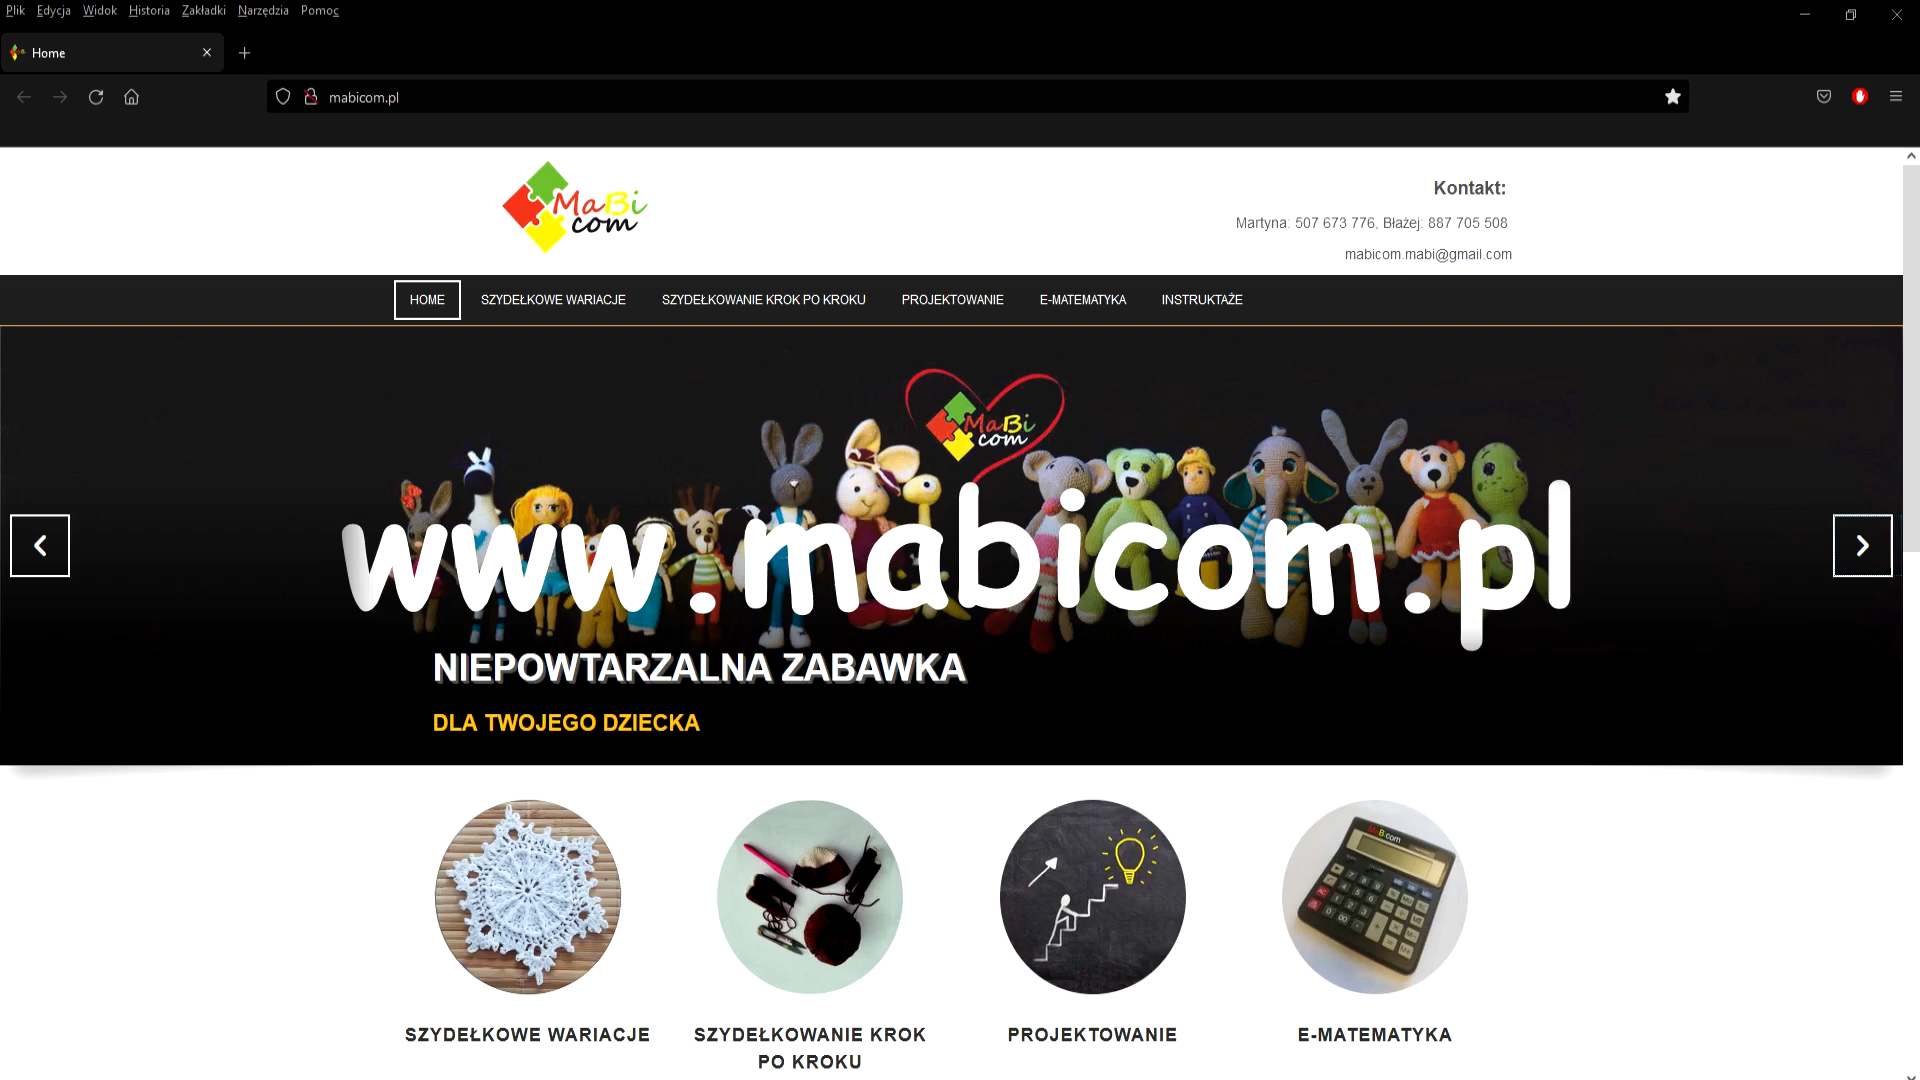 Plik Edycja Widok Historia Zakładki Narzędzia Pomoc
Home
mabicom.pl
MaBi
com
Kontakt:
Martyna: 507 673 776, Błażej: 887 705 508
mabicom.mabi@gmail.com
HOME SZYDEŁKOWE WARIACJE SZYDEŁKOWANIE KROK PO KROKU PROJEKTOWANIE E-MATEMATYKA INSTRUKTAŻE
MaBi
com
www.mabicom.pl
NIEPOWTARZALNA ZABAWKA
DLA TWOJEGO DZIECKA
MaBi com
SZYDEŁKOWE WARIACJE
SZYDEŁKOWANIE KROK
PO KROKU
PROJEKTOWANIE
E-MATEMATYKA